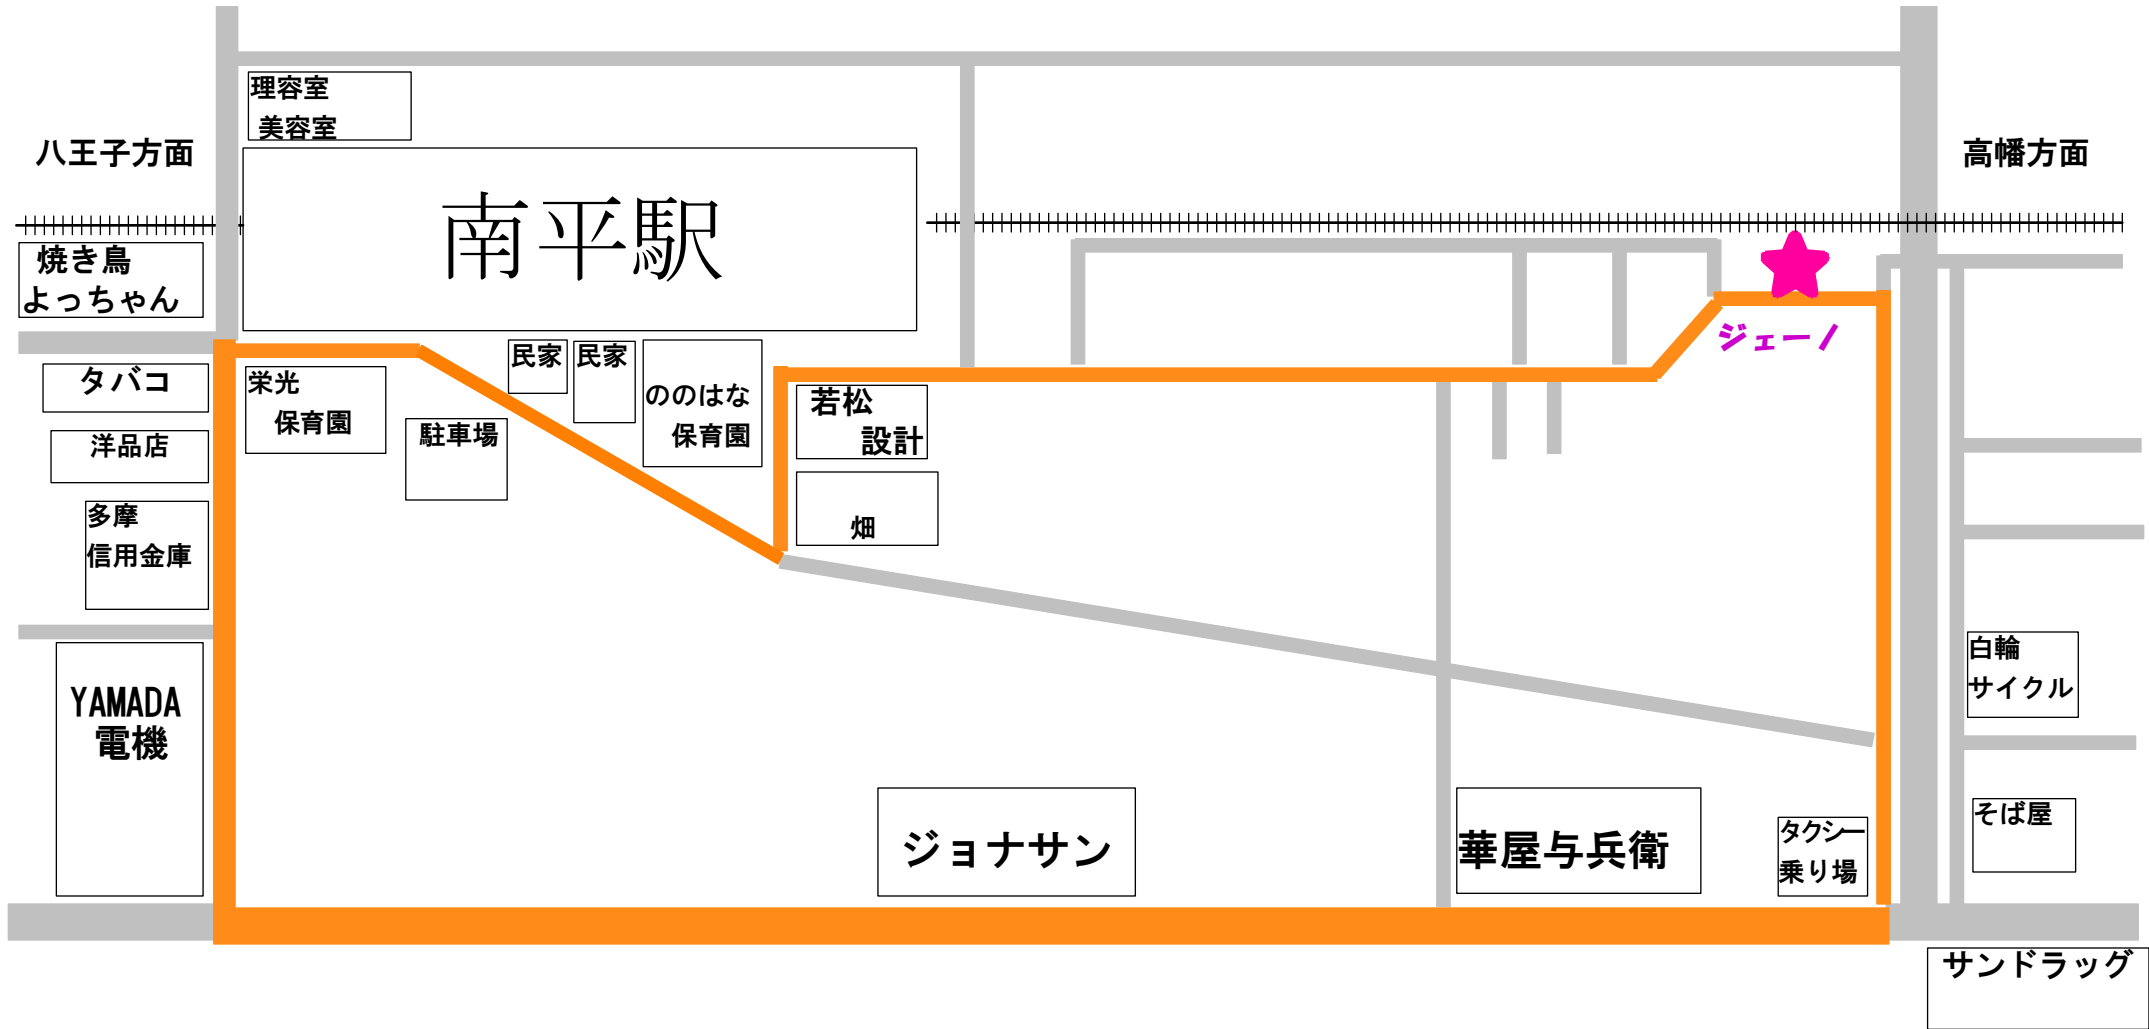 理容室
美容室
八王子方面
高幡方面
南平駅
焼き鳥
よっちゃん
ジェーノ
民家
民家
タバコ
栄光
保育園
ののはな
保育園
若松
設計
駐車場
洋品店
多摩
信用金庫
畑
白輪
サイクル
YAMADA
電機
ジョナサン
華屋与兵衛
タクシー
乗り場
そば屋
サンドラッグ